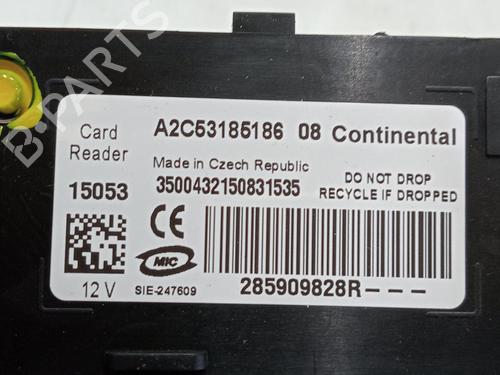 B-PARTS
Card Reader
A2C53185186 08 Continental
Made in Czech Republic
15053
3500432150831535
DO NOT DROP
RECYCLE IF DROPPED
CE
MIC
12 V
SIE-247609
285909828R---